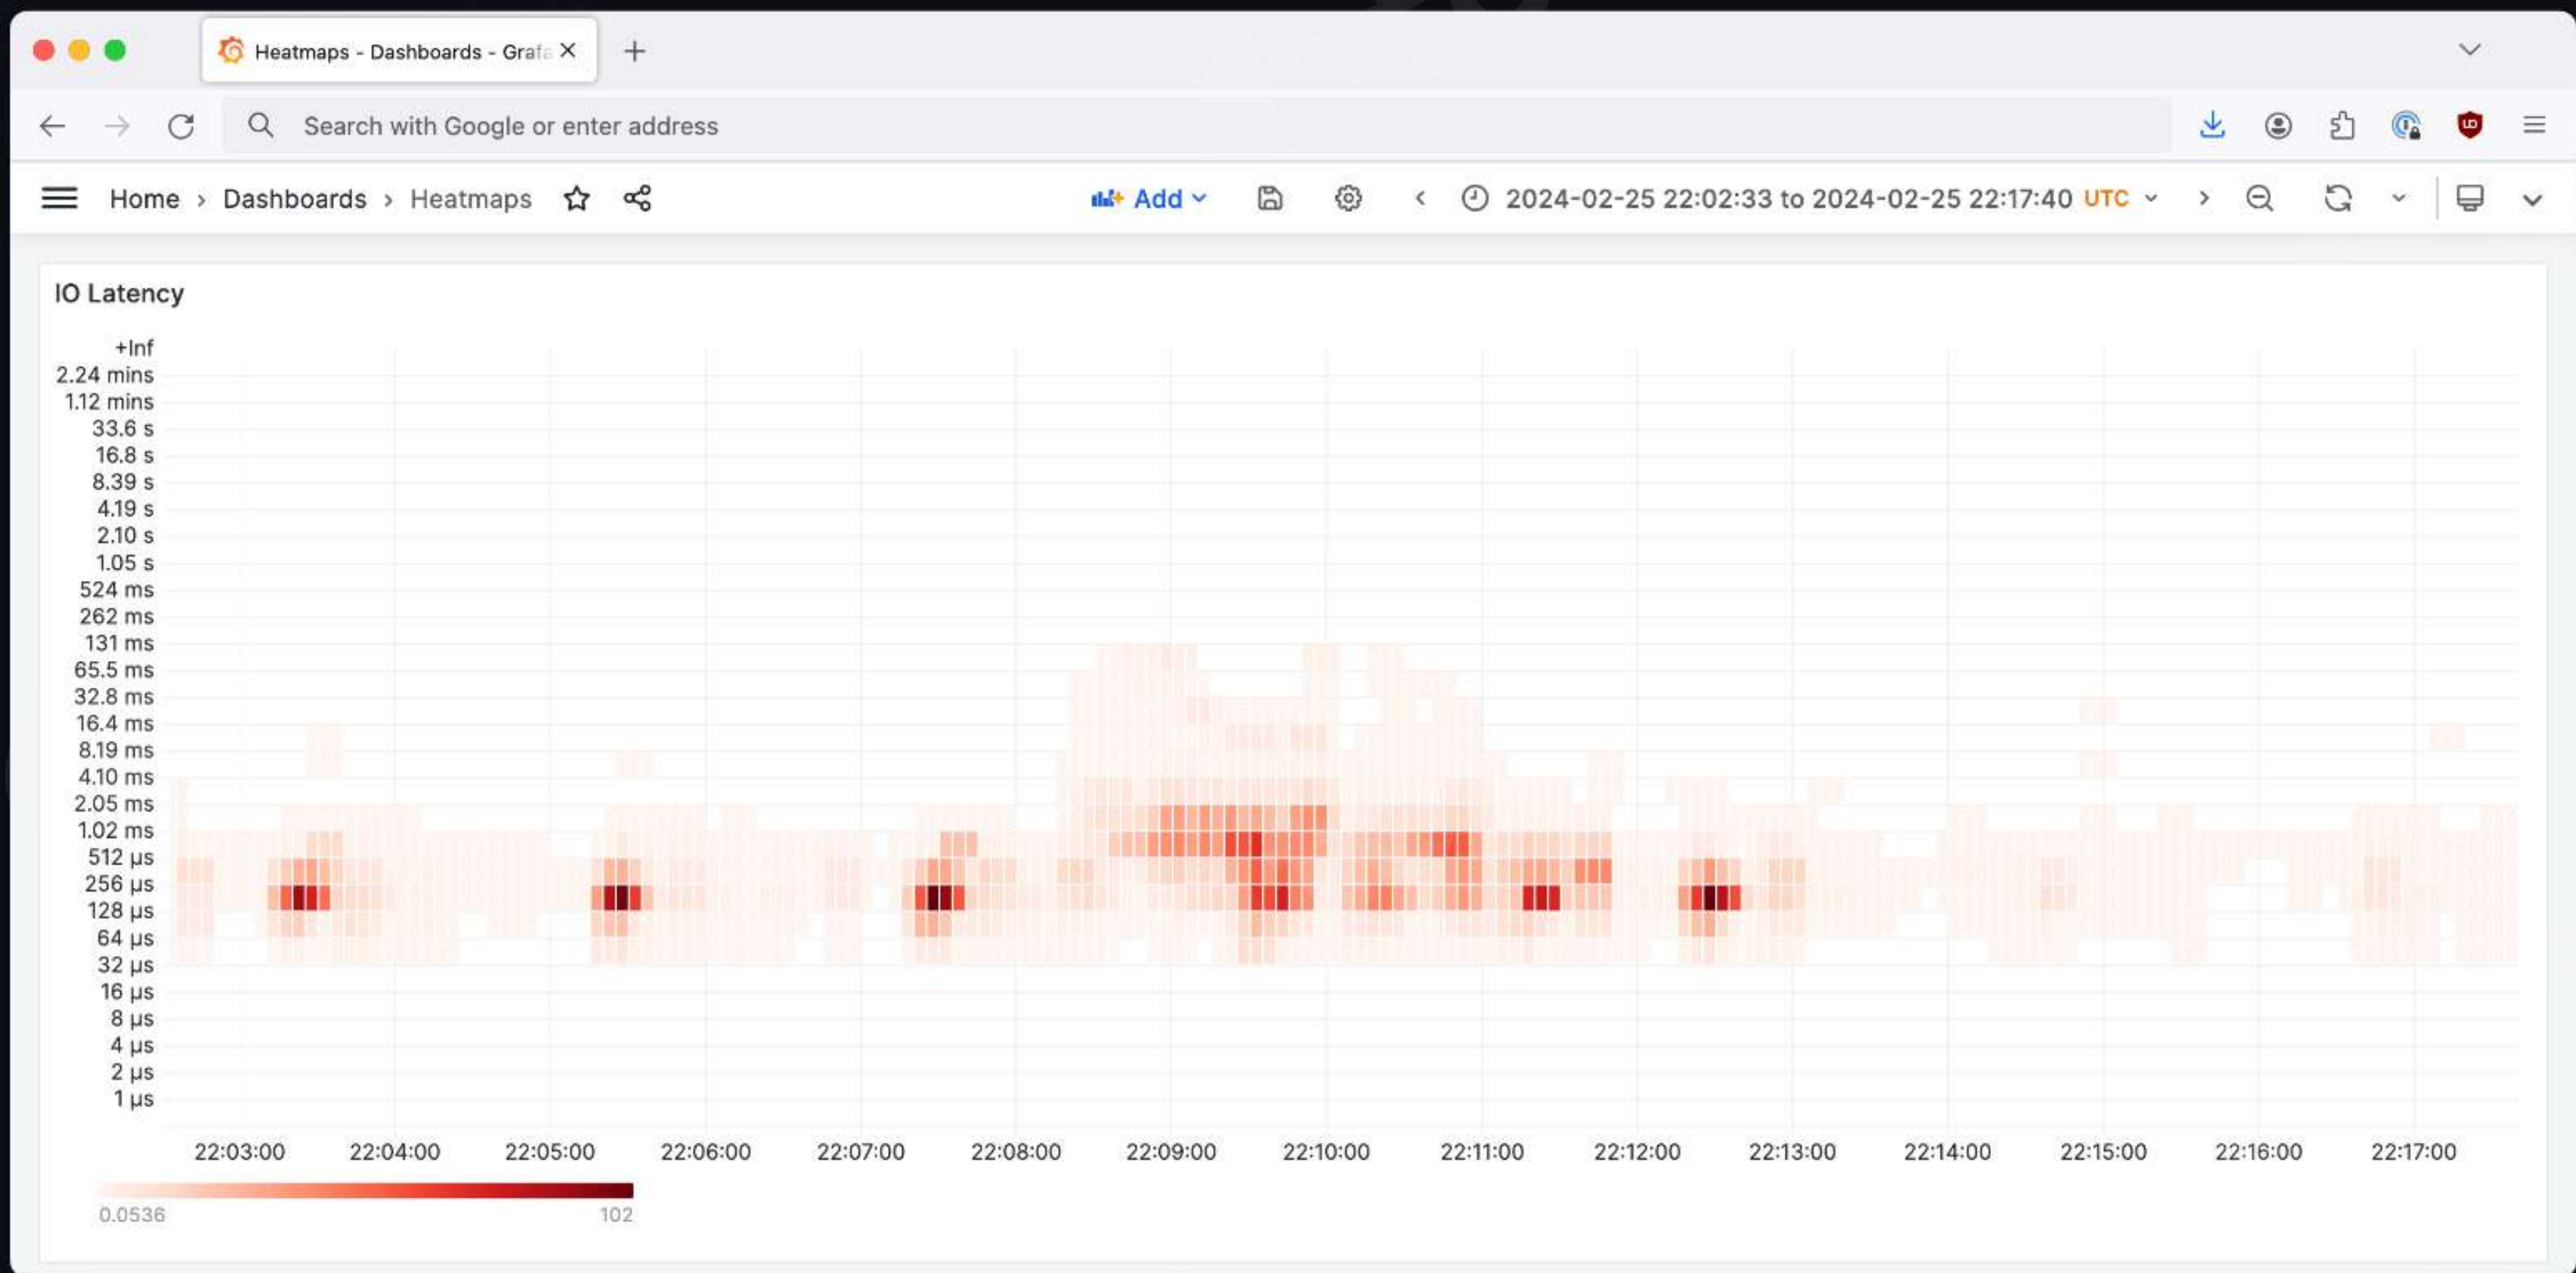 Heatmaps - Dashboards - Grafa
Search with Google or enter address
Home › Dashboards › Heatmaps
Add
2024-02-25 22:02:33 to 2024-02-25 22:17:40 UTC
IO Latency
+Inf
2.24 mins
1.12 mins
33.6 s
16.8 s
8.39 s
4.19 s
2.10 s
1.05 s
524 ms
262 ms
131 ms
65.5 ms
32.8 ms
16.4 ms
8.19 ms
4.10 ms
2.05 ms
1.02 ms
512 µs
256 µs
128 µs
64 µs
32 µs
16 µs
8 µs
4 µs
2 µs
1 µs
22:03:00 22:04:00 22:05:00 22:06:00 22:07:00 22:08:00 22:09:00 22:10:00 22:11:00 22:12:00 22:13:00 22:14:00 22:15:00 22:16:00 22:17:00
0.0536 102